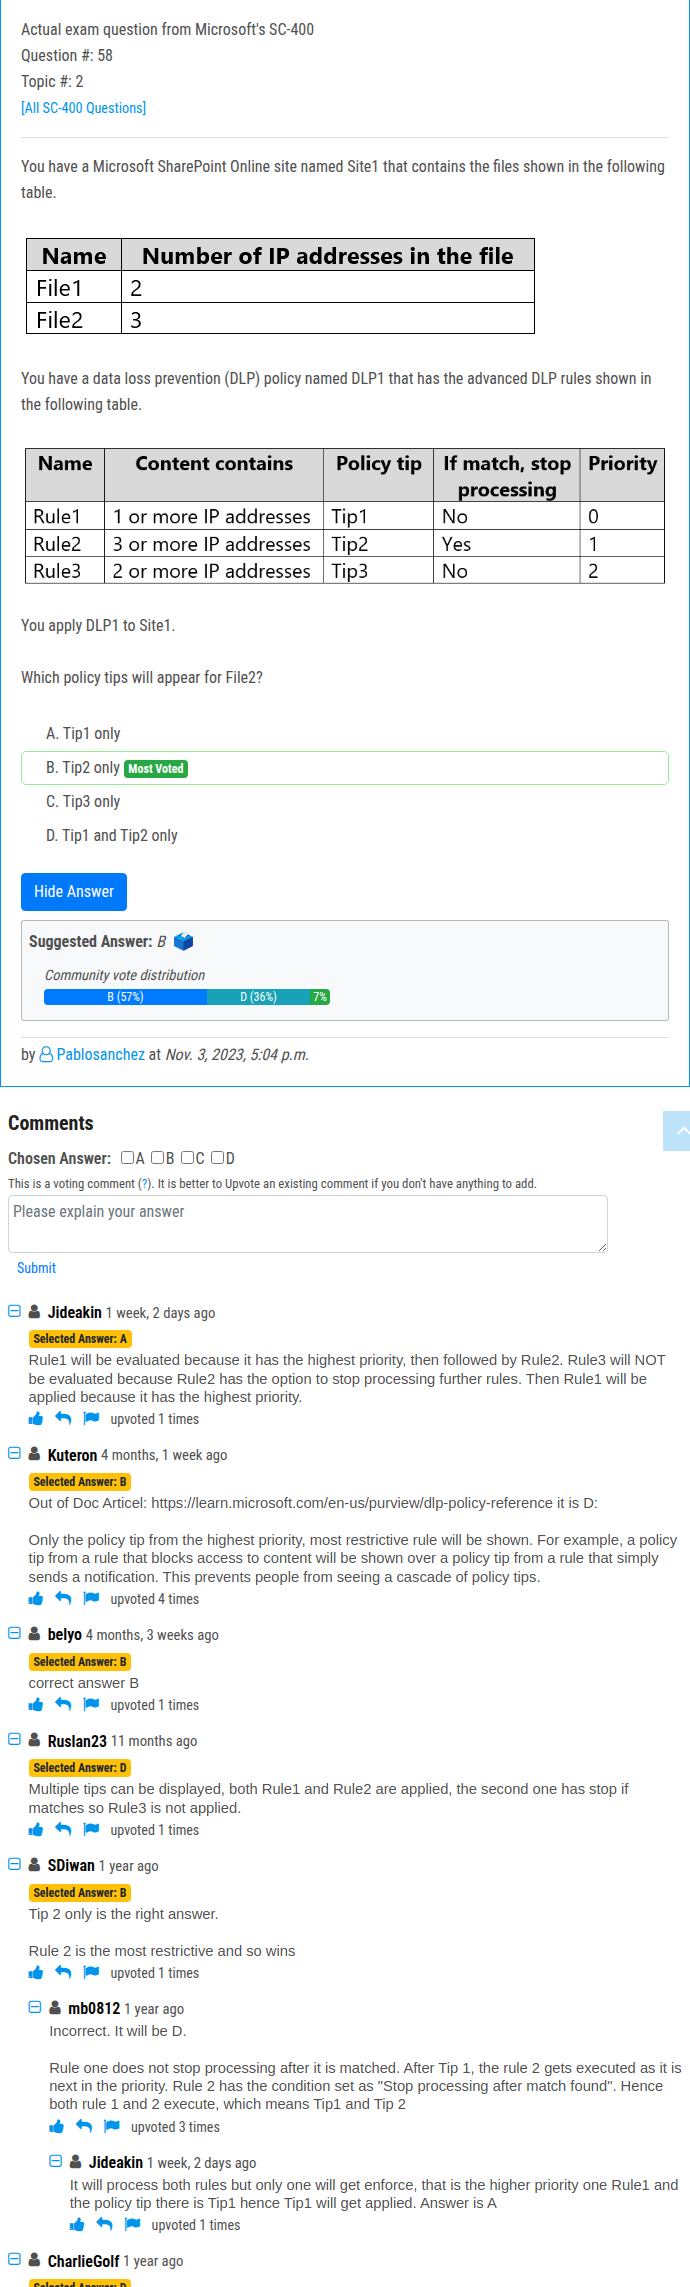 Actual exam question from Microsoft's SC-400
Question #: 58
Topic #: 2
[All SC-400 Questions]
You have a Microsoft SharePoint Online site named Site1 that contains the files shown in the following
table.
Name Number of IP addresses in the file
File1 2
File2 3
You have a data loss prevention (DLP) policy named DLP1 that has the advanced DLP rules shown in
the following table.
Name Content contains Policy tip If match, stop processing Priority
Rule1 1 or more IP addresses Tip1 No 0
Rule2 3 or more IP addresses Tip2 Yes 1
Rule3 2 or more IP addresses Tip3 No 2
You apply DLP1 to Site1.
Which policy tips will appear for File2?
A. Tip1 only
B. Tip2 only Most Voted
C. Tip3 only
D. Tip1 and Tip2 only
Hide Answer
Suggested Answer: B
Community vote distribution
B (57%) D (36%) 7%
by Pablosanchez at Nov. 3, 2023, 5:04 p.m.
Comments
Chosen Answer: A B C D
This is a voting comment (?). It is better to Upvote an existing comment if you don't have anything to add.
Please explain your answer
Submit
Jideakin 1 week, 2 days ago
Selected Answer: A
Rule1 will be evaluated because it has the highest priority, then followed by Rule2. Rule3 will NOT
be evaluated because Rule2 has the option to stop processing further rules. Then Rule1 will be
applied because it has the highest priority.
upvoted 1 times
Kuteron 4 months, 1 week ago
Selected Answer: B
Out of Doc Articel: https://learn.microsoft.com/en-us/purview/dlp-policy-reference it is D:
Only the policy tip from the highest priority, most restrictive rule will be shown. For example, a policy
tip from a rule that blocks access to content will be shown over a policy tip from a rule that simply
sends a notification. This prevents people from seeing a cascade of policy tips.
upvoted 4 times
belyo 4 months, 3 weeks ago
Selected Answer: B
correct answer B
upvoted 1 times
Ruslan23 11 months ago
Selected Answer: D
Multiple tips can be displayed, both Rule1 and Rule2 are applied, the second one has stop if
matches so Rule3 is not applied.
upvoted 1 times
SDiwan 1 year ago
Selected Answer: B
Tip 2 only is the right answer.
Rule 2 is the most restrictive and so wins
upvoted 1 times
mb0812 1 year ago
Incorrect. It will be D.
Rule one does not stop processing after it is matched. After Tip 1, the rule 2 gets executed as it is
next in the priority. Rule 2 has the condition set as "Stop processing after match found". Hence
both rule 1 and 2 execute, which means Tip1 and Tip 2
upvoted 3 times
Jideakin 1 week, 2 days ago
It will process both rules but only one will get enforce, that is the higher priority one Rule1 and
the policy tip there is Tip1 hence Tip1 will get applied. Answer is A
upvoted 1 times
CharlieGolf 1 year ago